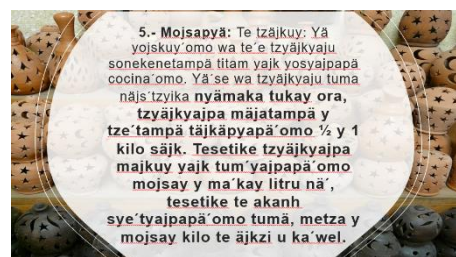 5.- Mojsapyä: Te tzäjkuy: Yä
yojskuy´omo wa te´e tzyäjkyaju
sonekenetampä titam yajk yosyajpapä
cocina´omo. Yä´se wa tzyäjkyaju tuma
näjs´tzyika nyämaka tukay ora,
tzyäjkyajpa mäjatampä y
tze´tampä täjkäpyapä´omo ½ y 1
kilo säjk. Tesetike tzyäjkyajpa
majkuy yajk tum´yajpapä´omo
mojsay y ma´kay litru nä´,
tesetike te akanh
sye´tyajpapä´omo tumä, metza y
mojsay kilo te äjkzi u ka´wel.